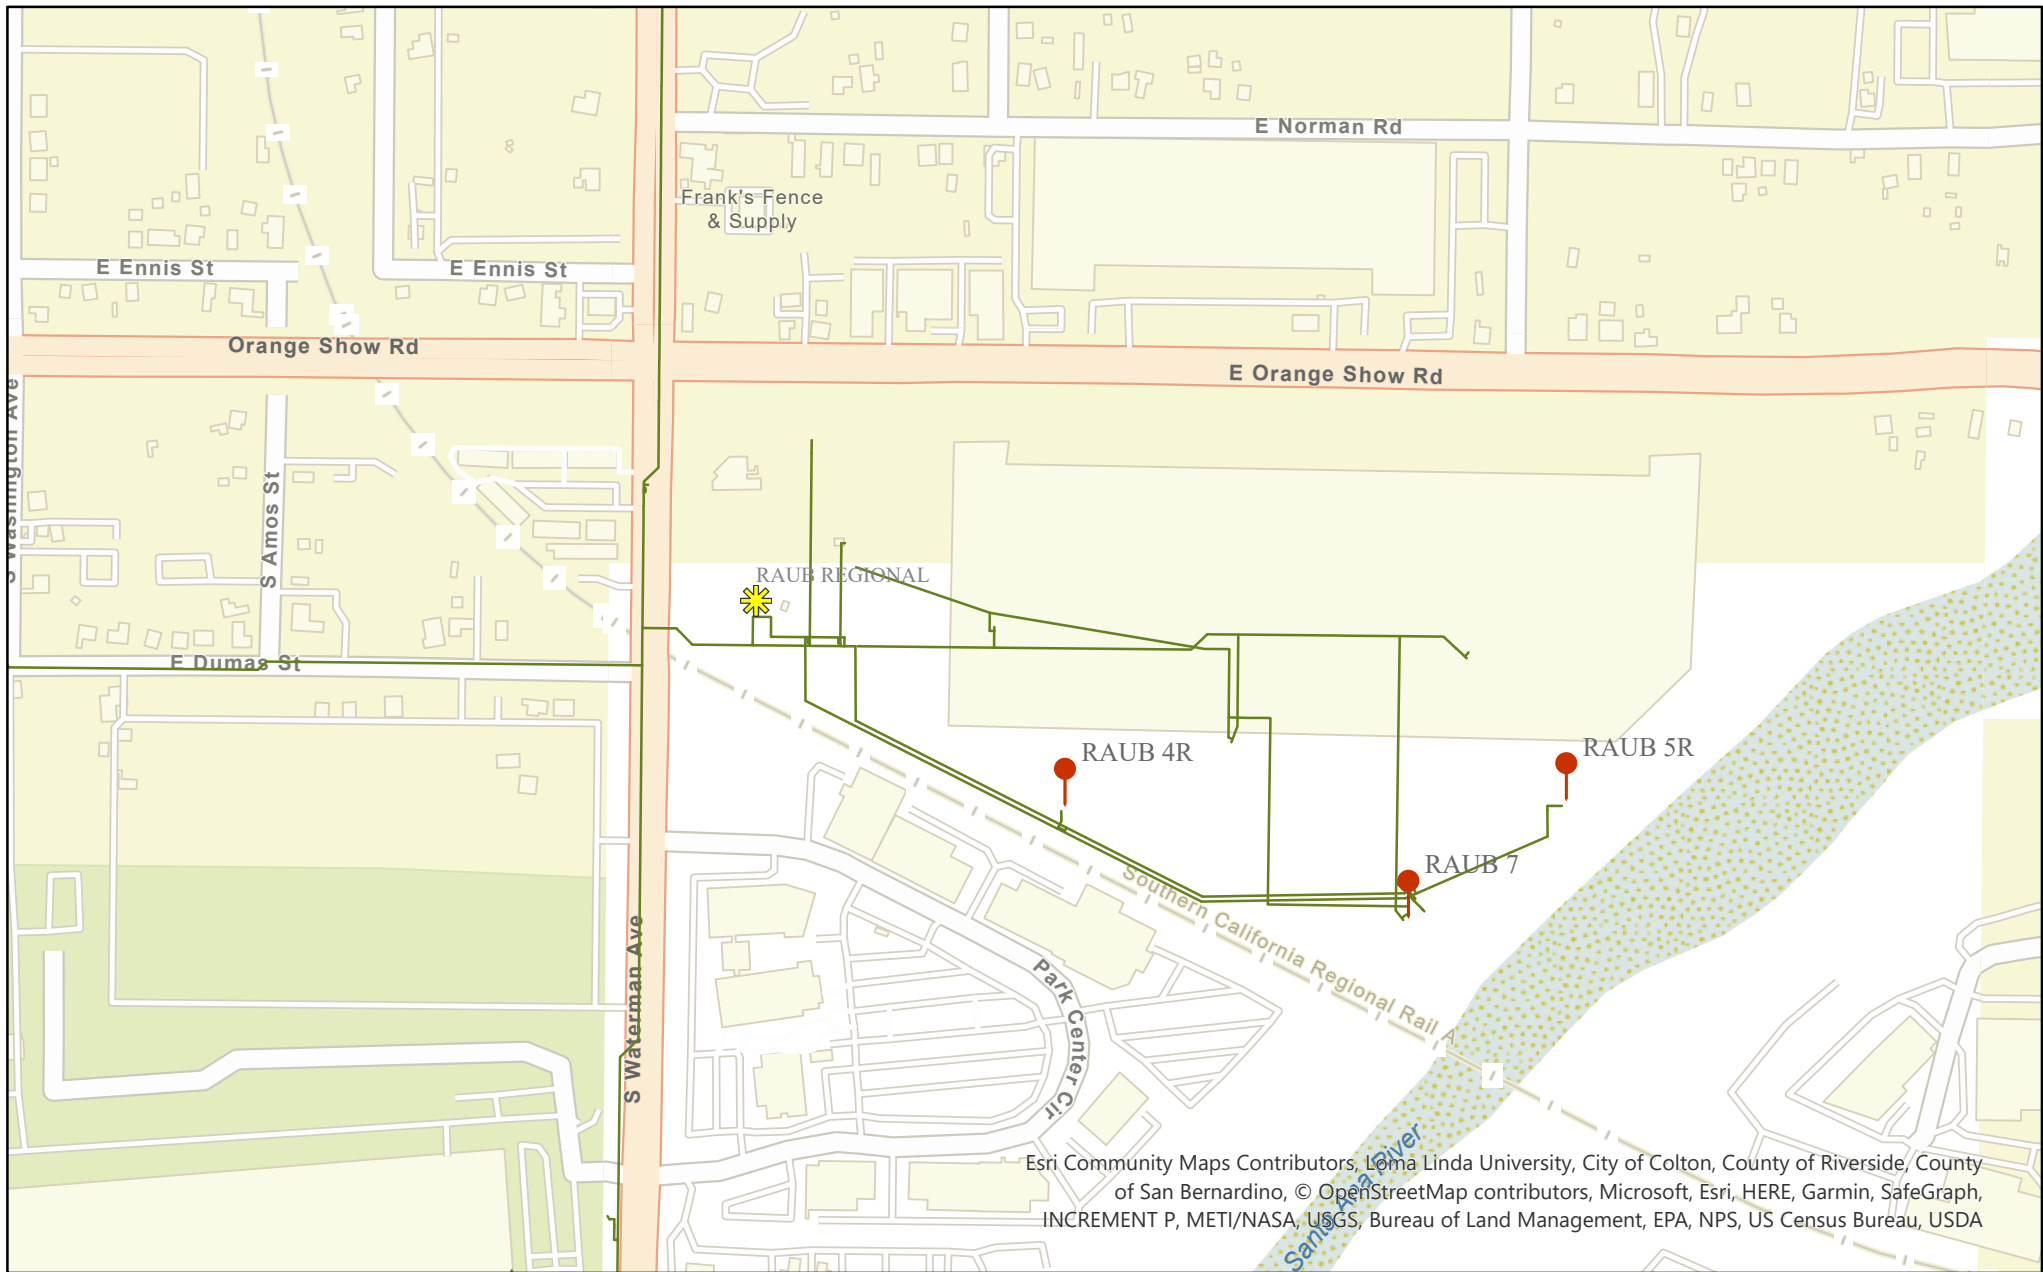 E Norman Rd
Frank's Fence
& Supply
E Ennis St
E Ennis St
Orange Show Rd
E Orange Show Rd
S Washington Ave
S Amos St
RAUB REGIONAL
E Dumas St
RAUB 4R
RAUB 5R
RAUB 7
Southern California Regional Rail A
S Waterman Ave
Park Center Cir
Santa Ana River
Esri Community Maps Contributors, Loma Linda University, City of Colton, County of Riverside, County
of San Bernardino, © OpenStreetMap contributors, Microsoft, Esri, HERE, Garmin, SafeGraph,
INCREMENT P, METI/NASA, USGS, Bureau of Land Management, EPA, NPS, US Census Bureau, USDA